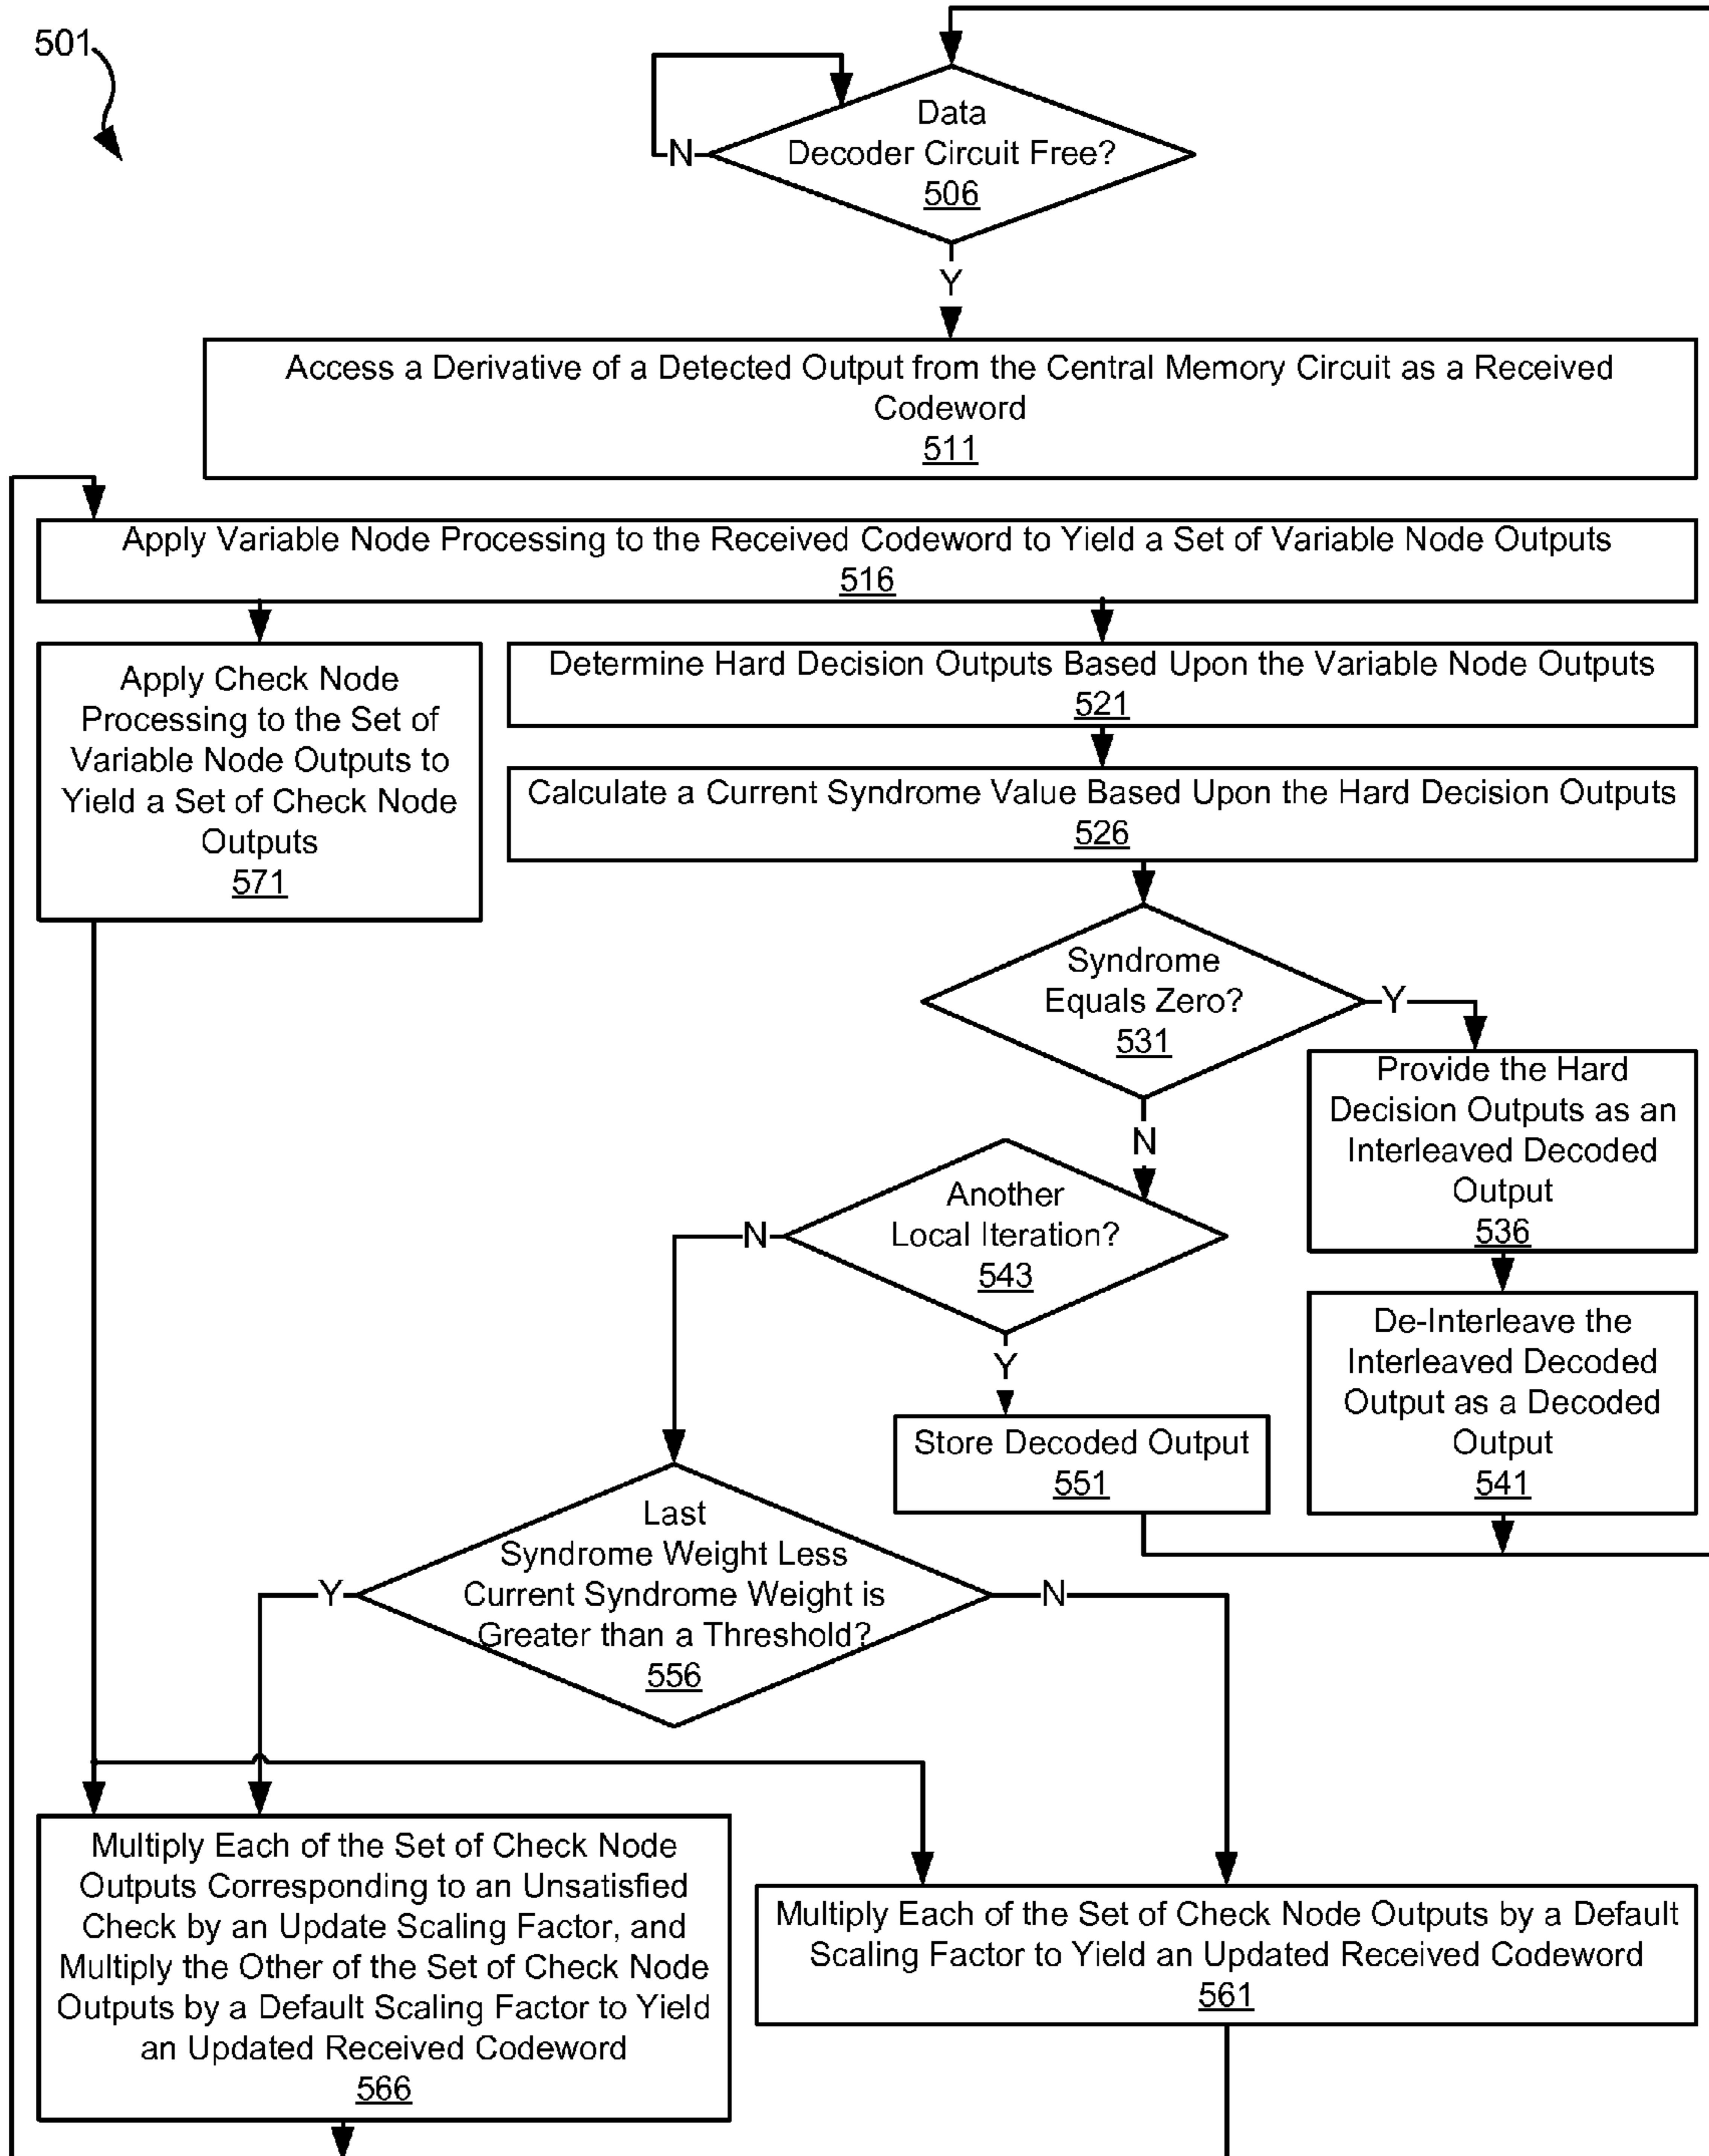 501
Data
Decoder Circuit Free?
506
N
Y
Access a Derivative of a Detected Output from the Central Memory Circuit as a Received
Codeword
511
Apply Variable Node Processing to the Received Codeword to Yield a Set of Variable Node Outputs
516
Apply Check Node
Processing to the Set of
Variable Node Outputs to
Yield a Set of Check Node
Outputs
571
Determine Hard Decision Outputs Based Upon the Variable Node Outputs
521
Calculate a Current Syndrome Value Based Upon the Hard Decision Outputs
526
Syndrome
Equals Zero?
531
Y
N
Provide the Hard
Decision Outputs as an
Interleaved Decoded
Output
536
Another
Local Iteration?
543
N
Y
De-Interleave the
Interleaved Decoded
Output as a Decoded
Output
541
Store Decoded Output
551
Last
Syndrome Weight Less
Current Syndrome Weight is
Greater than a Threshold?
556
Y
N
Multiply Each of the Set of Check Node
Outputs Corresponding to an Unsatisfied
Check by an Update Scaling Factor, and
Multiply the Other of the Set of Check Node
Outputs by a Default Scaling Factor to Yield
an Updated Received Codeword
566
Multiply Each of the Set of Check Node Outputs by a Default
Scaling Factor to Yield an Updated Received Codeword
561